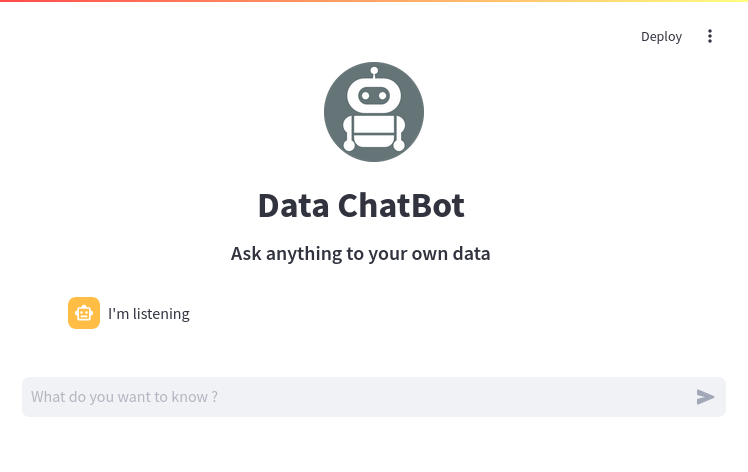 Deploy
Data ChatBot
Ask anything to your own data
I'm listening
What do you want to know ?